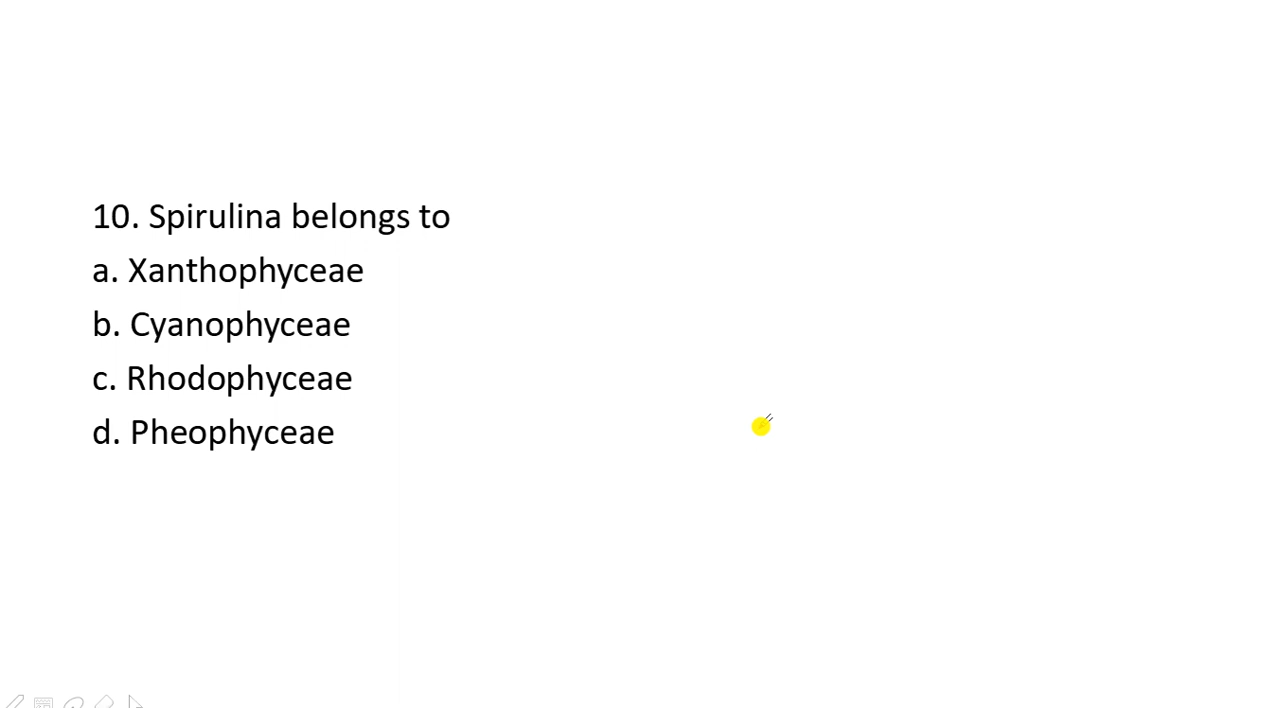 10. Spirulina belongs to
a. Xanthophyceae
b. Cyanophyceae
c. Rhodophyceae
d. Pheophyceae